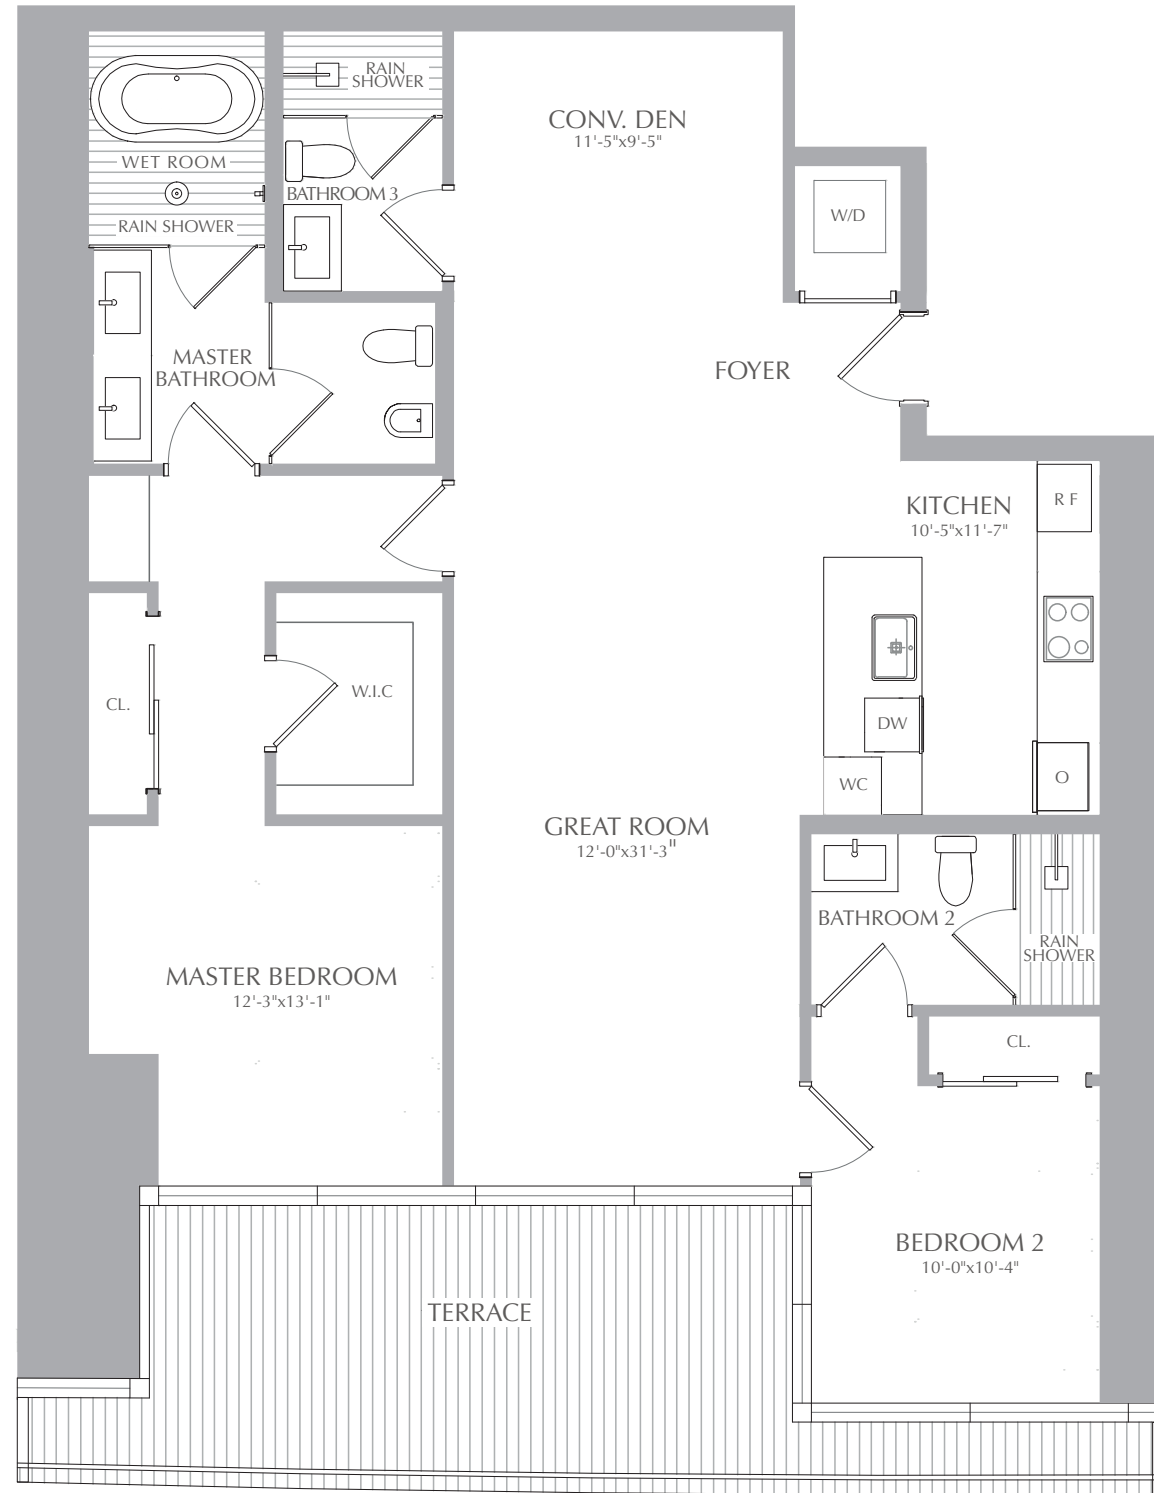 RAIN
SHOWER
CONV. DEN
11'-5"x9'-5"
WET ROOM
BATHROOM 3
RAIN SHOWER
W/D
MASTER
BATHROOM
FOYER
KITCHEN
10'-5"x11'-7"
R F
W.I.C
CL.
DW
WC
O
GREAT ROOM
12'-0"x31'-3"
BATHROOM 2
RAIN
SHOWER
MASTER BEDROOM
12'-3"x13'-1"
CL.
BEDROOM 2
10'-0"x10'-4"
TERRACE